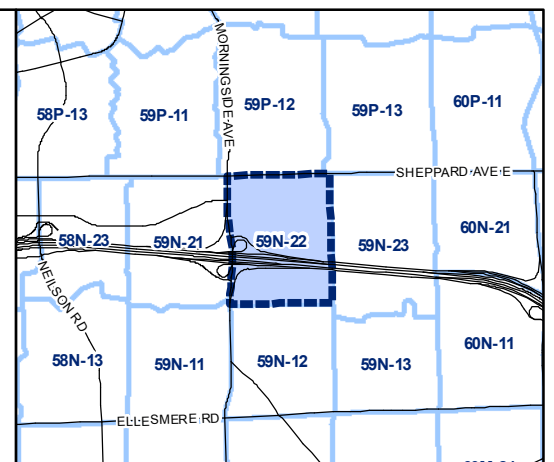 MORNINGSIDE AVE
58P-13
59P-11
59P-12
59P-13
60P-11
SHEPPARD AVE E
58N-23
59N-21
59N-22
59N-23
60N-21
NEILSON RD
58N-13
59N-11
59N-12
59N-13
60N-11
ELLESMERE RD